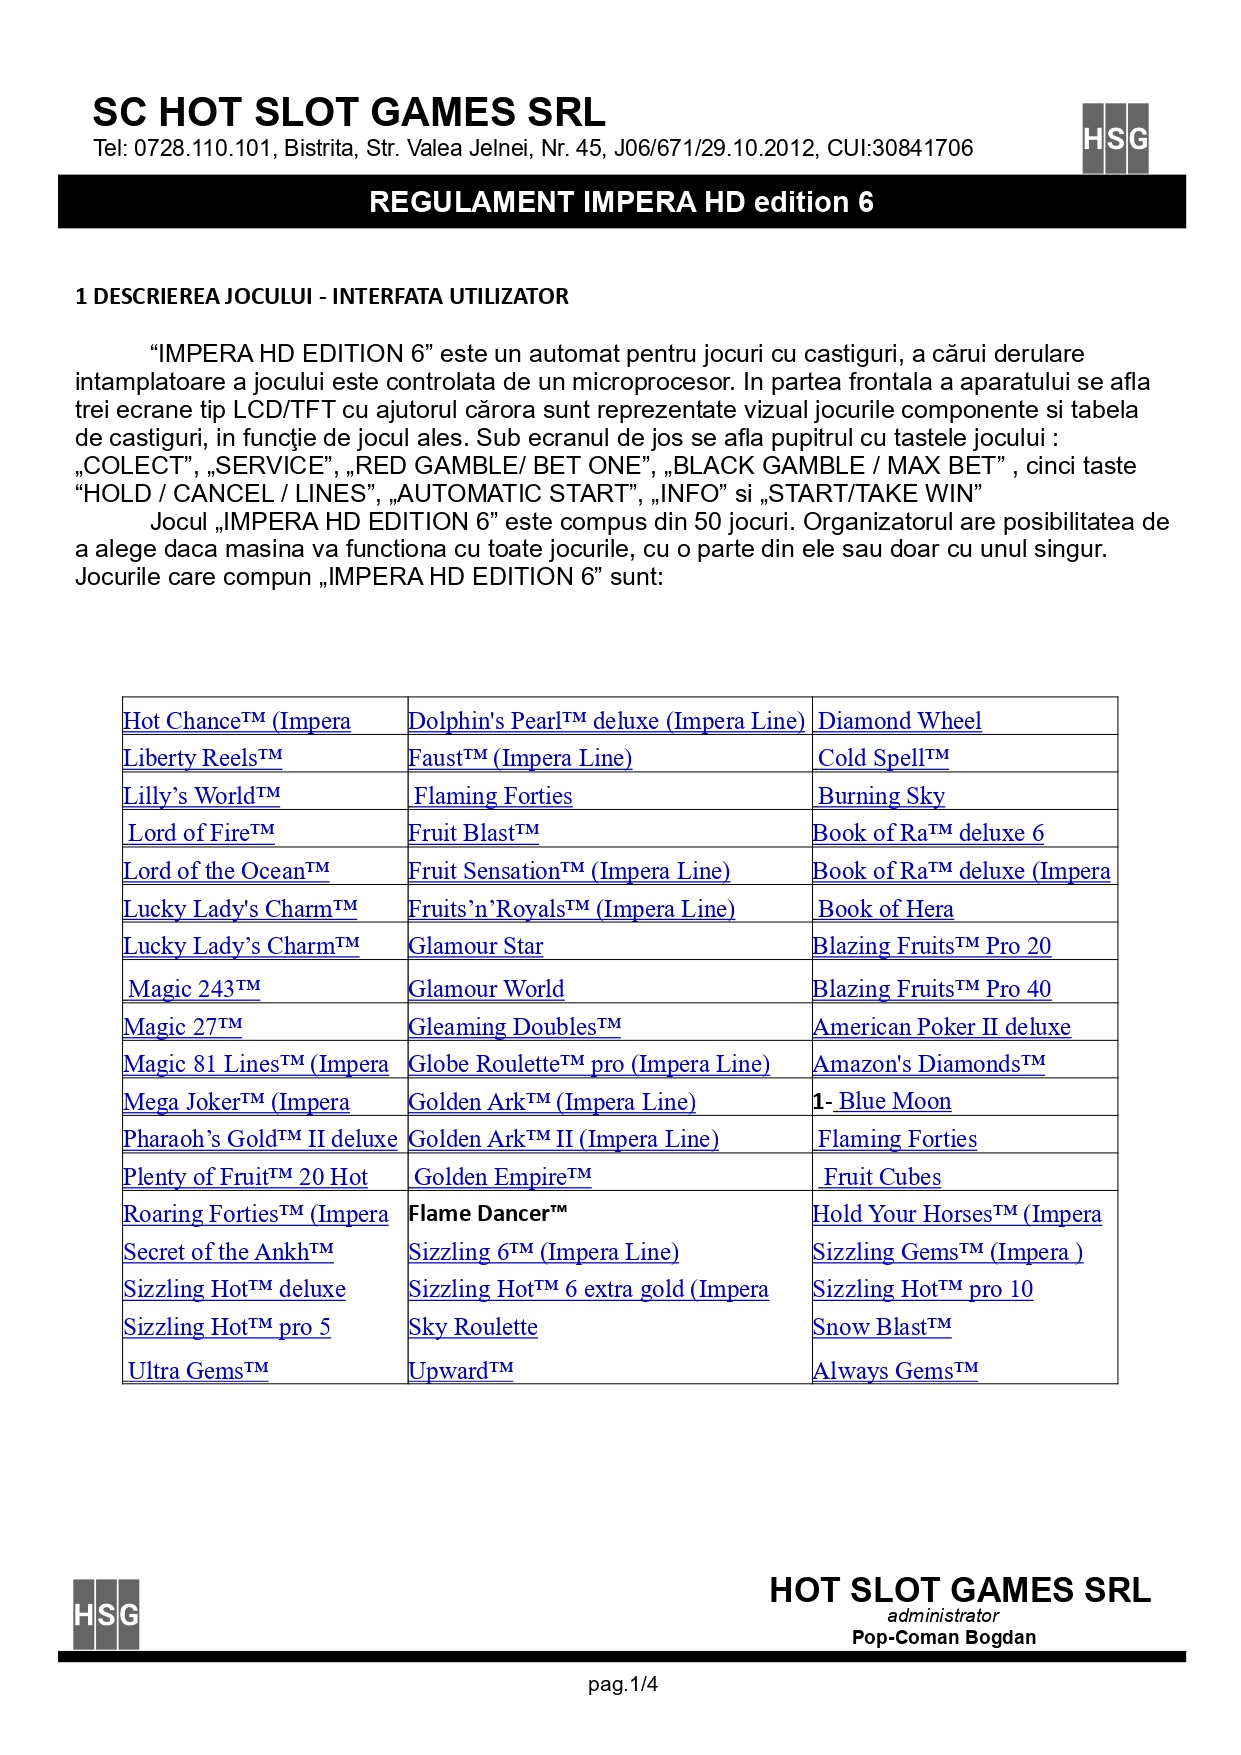 SC HOT SLOT GAMES SRL
Tel: 0728.110.101, Bistrita, Str. Valea Jelnei, Nr. 45, J06/671/29.10.2012, CUI:30841706
HSG
REGULAMENT IMPERA HD edition 6
1 DESCRIEREA JOCULUI - INTERFATA UTILIZATOR
“IMPERA HD EDITION 6” este un automat pentru jocuri cu castiguri, a cărui derulare
intamplatoare a jocului este controlata de un microprocesor. In partea frontala a aparatului se afla
trei ecrane tip LCD/TFT cu ajutorul cărora sunt reprezentate vizual jocurile componente si tabela
de castiguri, in funcţie de jocul ales. Sub ecranul de jos se afla pupitrul cu tastele jocului :
„COLECT”, „SERVICE”, „RED GAMBLE/ BET ONE”, „BLACK GAMBLE / MAX BET” , cinci taste
“HOLD / CANCEL / LINES”, „AUTOMATIC START”, „INFO” si „START/TAKE WIN”
Jocul „IMPERA HD EDITION 6” este compus din 50 jocuri. Organizatorul are posibilitatea de
a alege daca masina va functiona cu toate jocurile, cu o parte din ele sau doar cu unul singur.
Jocurile care compun „IMPERA HD EDITION 6” sunt:
Hot Chance™ (Impera Dolphin's Pearl™ deluxe (Impera Line) Diamond Wheel
Liberty Reels™ Faust™ (Impera Line) Cold Spell™
Lilly’s World™ Flaming Forties Burning Sky
Lord of Fire™ Fruit Blast™ Book of Ra™ deluxe 6
Lord of the Ocean™ Fruit Sensation™ (Impera Line) Book of Ra™ deluxe (Impera
Lucky Lady's Charm™ Fruits’n’Royals™ (Impera Line) Book of Hera
Lucky Lady’s Charm™ Glamour Star Blazing Fruits™ Pro 20
Magic 243™ Glamour World Blazing Fruits™ Pro 40
Magic 27™ Gleaming Doubles™ American Poker II deluxe
Magic 81 Lines™ (Impera Globe Roulette™ pro (Impera Line) Amazon's Diamonds™
Mega Joker™ (Impera Golden Ark™ (Impera Line) 1- Blue Moon
Pharaoh’s Gold™ II deluxe Golden Ark™ II (Impera Line) Flaming Forties
Plenty of Fruit™ 20 Hot Golden Empire™ Fruit Cubes
Roaring Forties™ (Impera Flame Dancer™ Hold Your Horses™ (Impera
Secret of the Ankh™ Sizzling 6™ (Impera Line) Sizzling Gems™ (Impera )
Sizzling Hot™ deluxe Sizzling Hot™ 6 extra gold (Impera Sizzling Hot™ pro 10
Sizzling Hot™ pro 5 Sky Roulette Snow Blast™
Ultra Gems™ Upward™ Always Gems™
HSG
HOT SLOT GAMES SRL
administrator
Pop-Coman Bogdan
pag.1/4